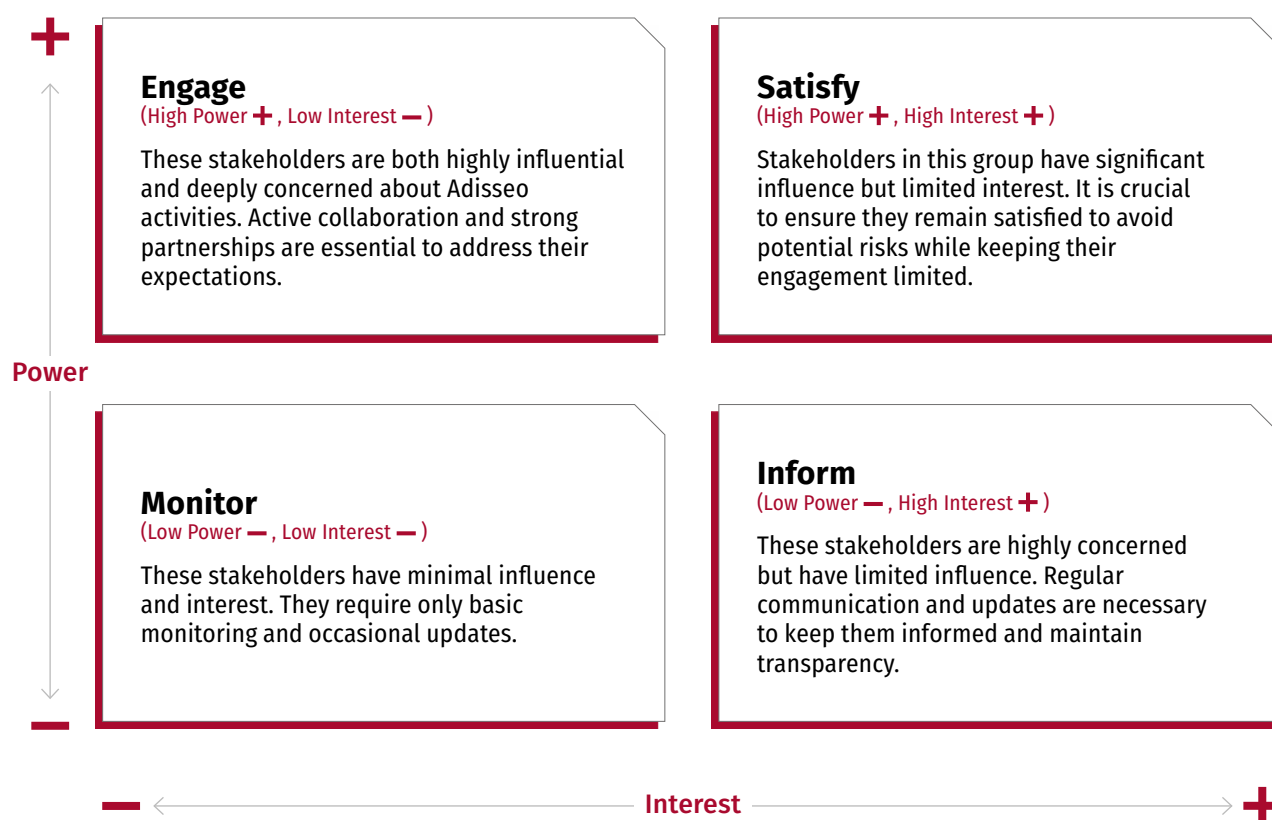 Engage
(High Power + , Low Interest – )
These stakeholders are both highly influential
and deeply concerned about Adisseo
activities. Active collaboration and strong
partnerships are essential to address their
expectations.
Satisfy
(High Power + , High Interest + )
Stakeholders in this group have significant
influence but limited interest. It is crucial
to ensure they remain satisfied to avoid
potential risks while keeping their
engagement limited.
Power
Monitor
(Low Power – , Low Interest – )
These stakeholders have minimal influence
and interest. They require only basic
monitoring and occasional updates.
Inform
(Low Power – , High Interest + )
These stakeholders are highly concerned
but have limited influence. Regular
communication and updates are necessary
to keep them informed and maintain
transparency.
Interest